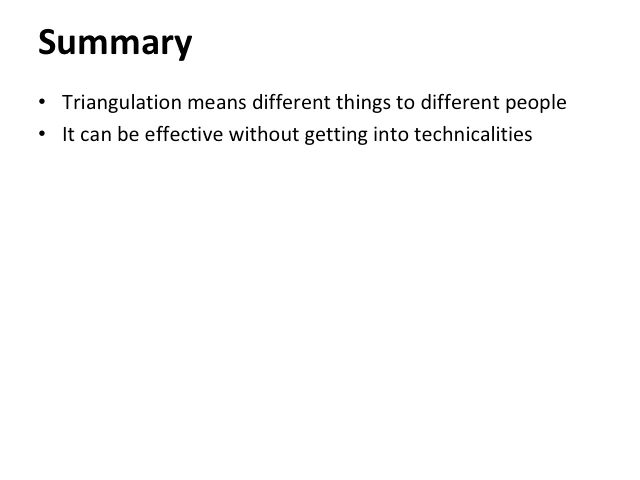 Summary
• Triangulation means different things to different people
• It can be effective without getting into technicalities